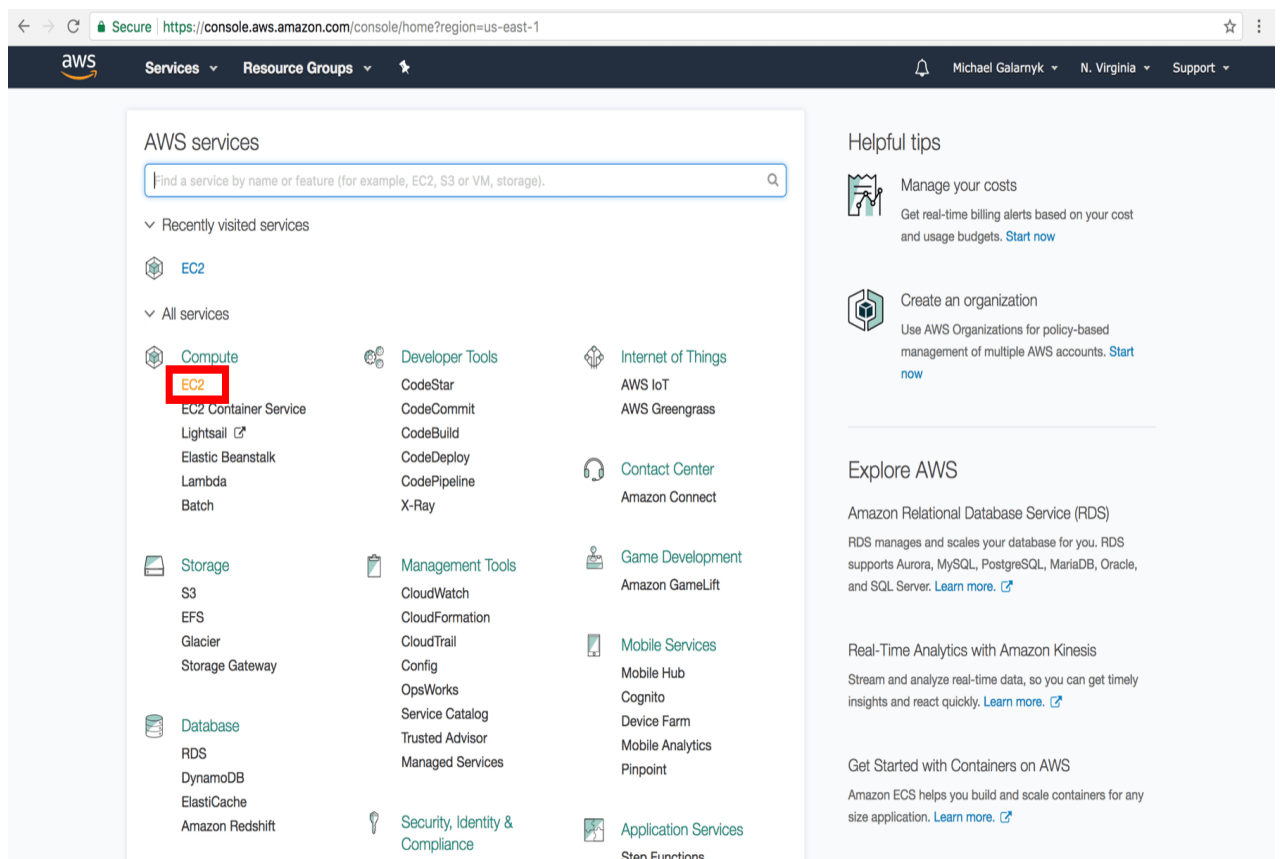 Secure https://console.aws.amazon.com/console/home?region=us-east-1
aws
Services
Resource Groups
Michael Galarnyk
N. Virginia
Support
AWS services
Find a service by name or feature (for example, EC2, S3 or VM, storage).
Recently visited services
EC2
All services
Compute
EC2
EC2 Container Service
Lightsail
Elastic Beanstalk
Lambda
Batch
Storage
S3
EFS
Glacier
Storage Gateway
Database
RDS
DynamoDB
ElastiCache
Amazon Redshift
Developer Tools
CodeStar
CodeCommit
CodeBuild
CodeDeploy
CodePipeline
X-Ray
Management Tools
CloudWatch
CloudFormation
CloudTrail
Config
OpsWorks
Service Catalog
Trusted Advisor
Managed Services
Security, Identity &
Compliance
Internet of Things
AWS IoT
AWS Greengrass
Contact Center
Amazon Connect
Game Development
Amazon GameLift
Mobile Services
Mobile Hub
Cognito
Device Farm
Mobile Analytics
Pinpoint
Application Services
Step Functions
Helpful tips
Manage your costs
Get real-time billing alerts based on your cost
and usage budgets. Start now
Create an organization
Use AWS Organizations for policy-based
management of multiple AWS accounts. Start
now
Explore AWS
Amazon Relational Database Service (RDS)
RDS manages and scales your database for you. RDS
supports Aurora, MySQL, PostgreSQL, MariaDB, Oracle,
and SQL Server. Learn more.
Real-Time Analytics with Amazon Kinesis
Stream and analyze real-time data, so you can get timely
insights and react quickly. Learn more.
Get Started with Containers on AWS
Amazon ECS helps you build and scale containers for any
size application. Learn more.